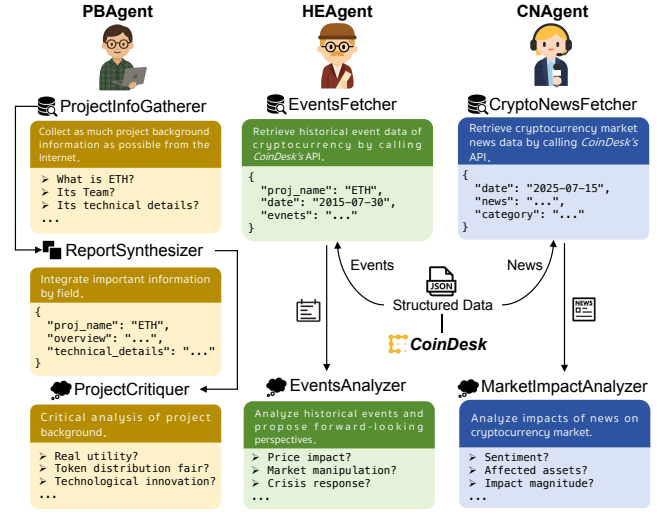 PBAgent
ProjectInfoGatherer
Collect as much project background
information as possible from the
Internet.
➢ What is ETH?
➢ Its Team?
➢ Its technical details?
...
ReportSynthesizer
Integrate important information
by field.
{
"proj_name": "ETH",
"overview": "...",
"technical_details": "..."
}
ProjectCritiquer
Critical analysis of project
background.
➢ Real utility?
➢ Token distribution fair?
➢ Technological innovation?
...
HEAgent
EventsFetcher
Retrieve historical event data of
cryptocurrency by calling
CoinDesk's API.
{
"proj_name": "ETH",
"date": "2015-07-30",
"evnets": "..."
}
Events
News
JSON
Structured Data
CoinDesk
EventsAnalyzer
Analyze historical events and
propose forward-looking
perspectives.
➢ Price impact?
➢ Market manipulation?
➢ Crisis response?
...
CNAgent
CryptoNewsFetcher
Retrieve cryptocurrency market
news data by calling CoinDesk's
API.
{
"date": "2025-07-15",
"news": "...",
"category": "..."
}
NEWS
MarketImpactAnalyzer
Analyze impacts of news on
cryptocurrency market.
➢ Sentiment?
➢ Affected assets?
➢ Impact magnitude?
...